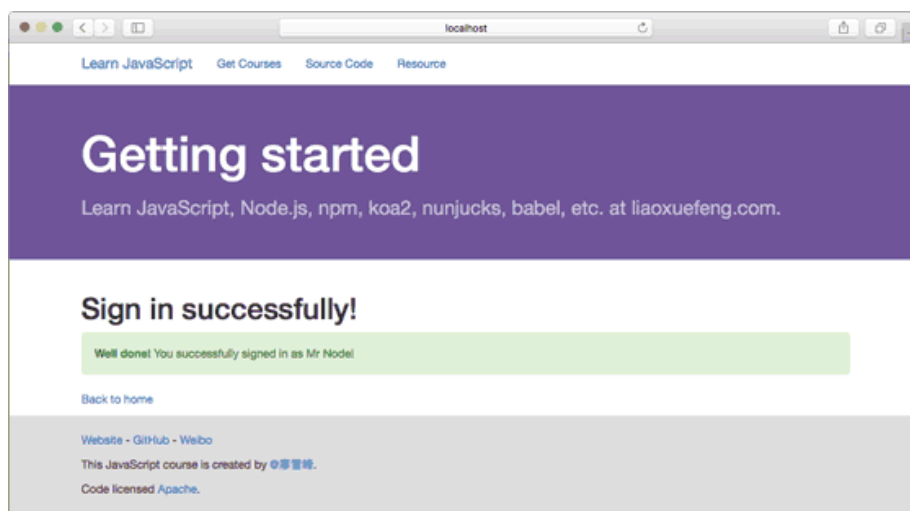 localhost
Learn JavaScript Get Courses Source Code Resource
Getting started
Learn JavaScript, Node.js, npm, koa2, nunjucks, babel, etc. at liaoxuefeng.com.
Sign in successfully!
Well done! You successfully signed in as Mr Node!
Back to home
Website - GitHub - Weibo
This JavaScript course is created by @廖雪峰.
Code licensed Apache.